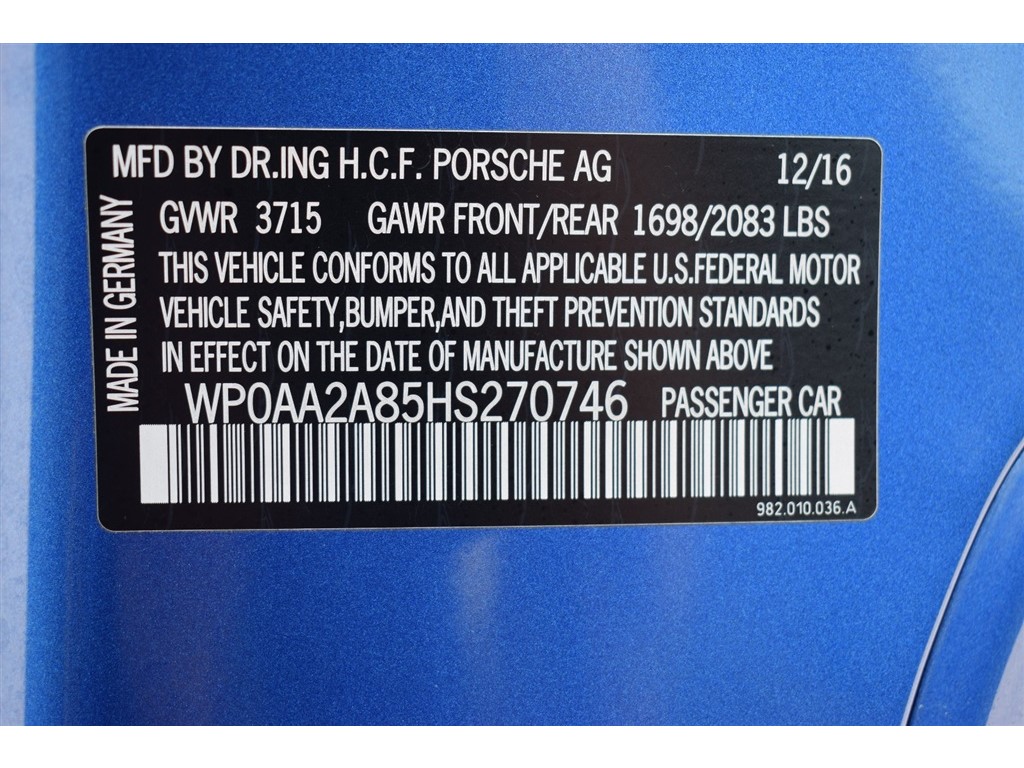 MFD BY DR.ING H.C.F. PORSCHE AG 12/16
GVWR 3715 GAWR FRONT/REAR 1698/2083 LBS
THIS VEHICLE CONFORMS TO ALL APPLICABLE U.S.FEDERAL MOTOR
VEHICLE SAFETY,BUMPER,AND THEFT PREVENTION STANDARDS
IN EFFECT ON THE DATE OF MANUFACTURE SHOWN ABOVE
MADE IN GERMANY
WP0AA2A85HS270746 PASSENGER CAR
982.010.036.A